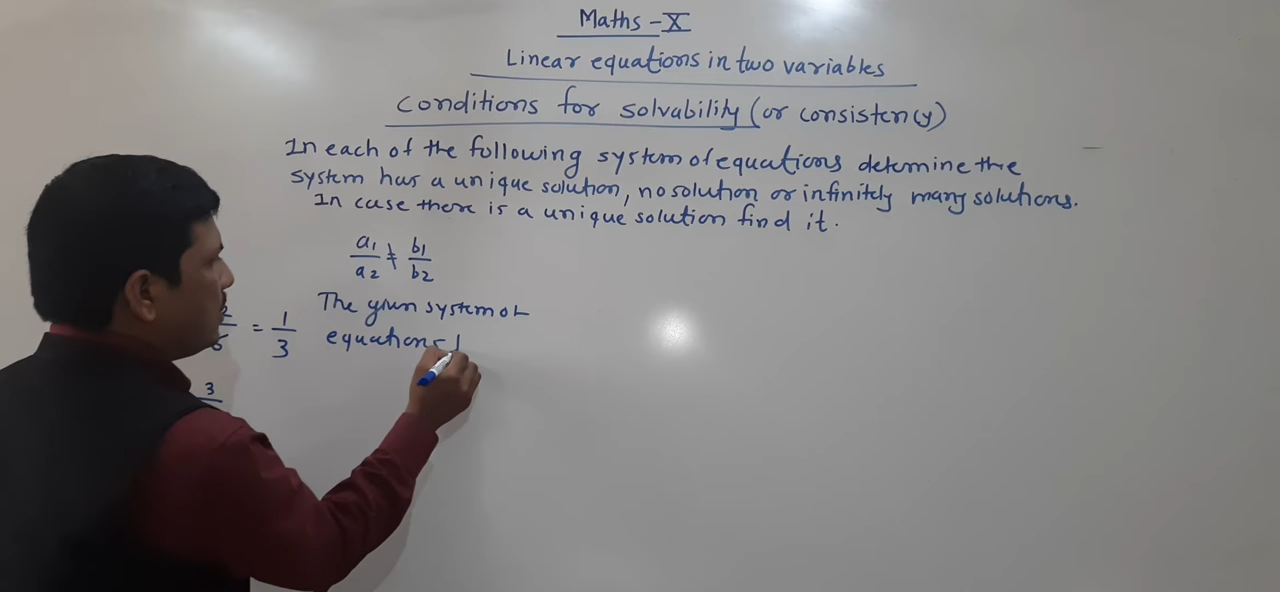 Maths - X
Linear equations in two variables
Conditions for solvability (or consistency)
In each of the following system of equations detemine the
system has a unique solution, no solution or infinitely many solutions.
In case there is a unique solution find it.
a1/a2 ≠ b1/b2
The given system of
= 1/3
equations
3